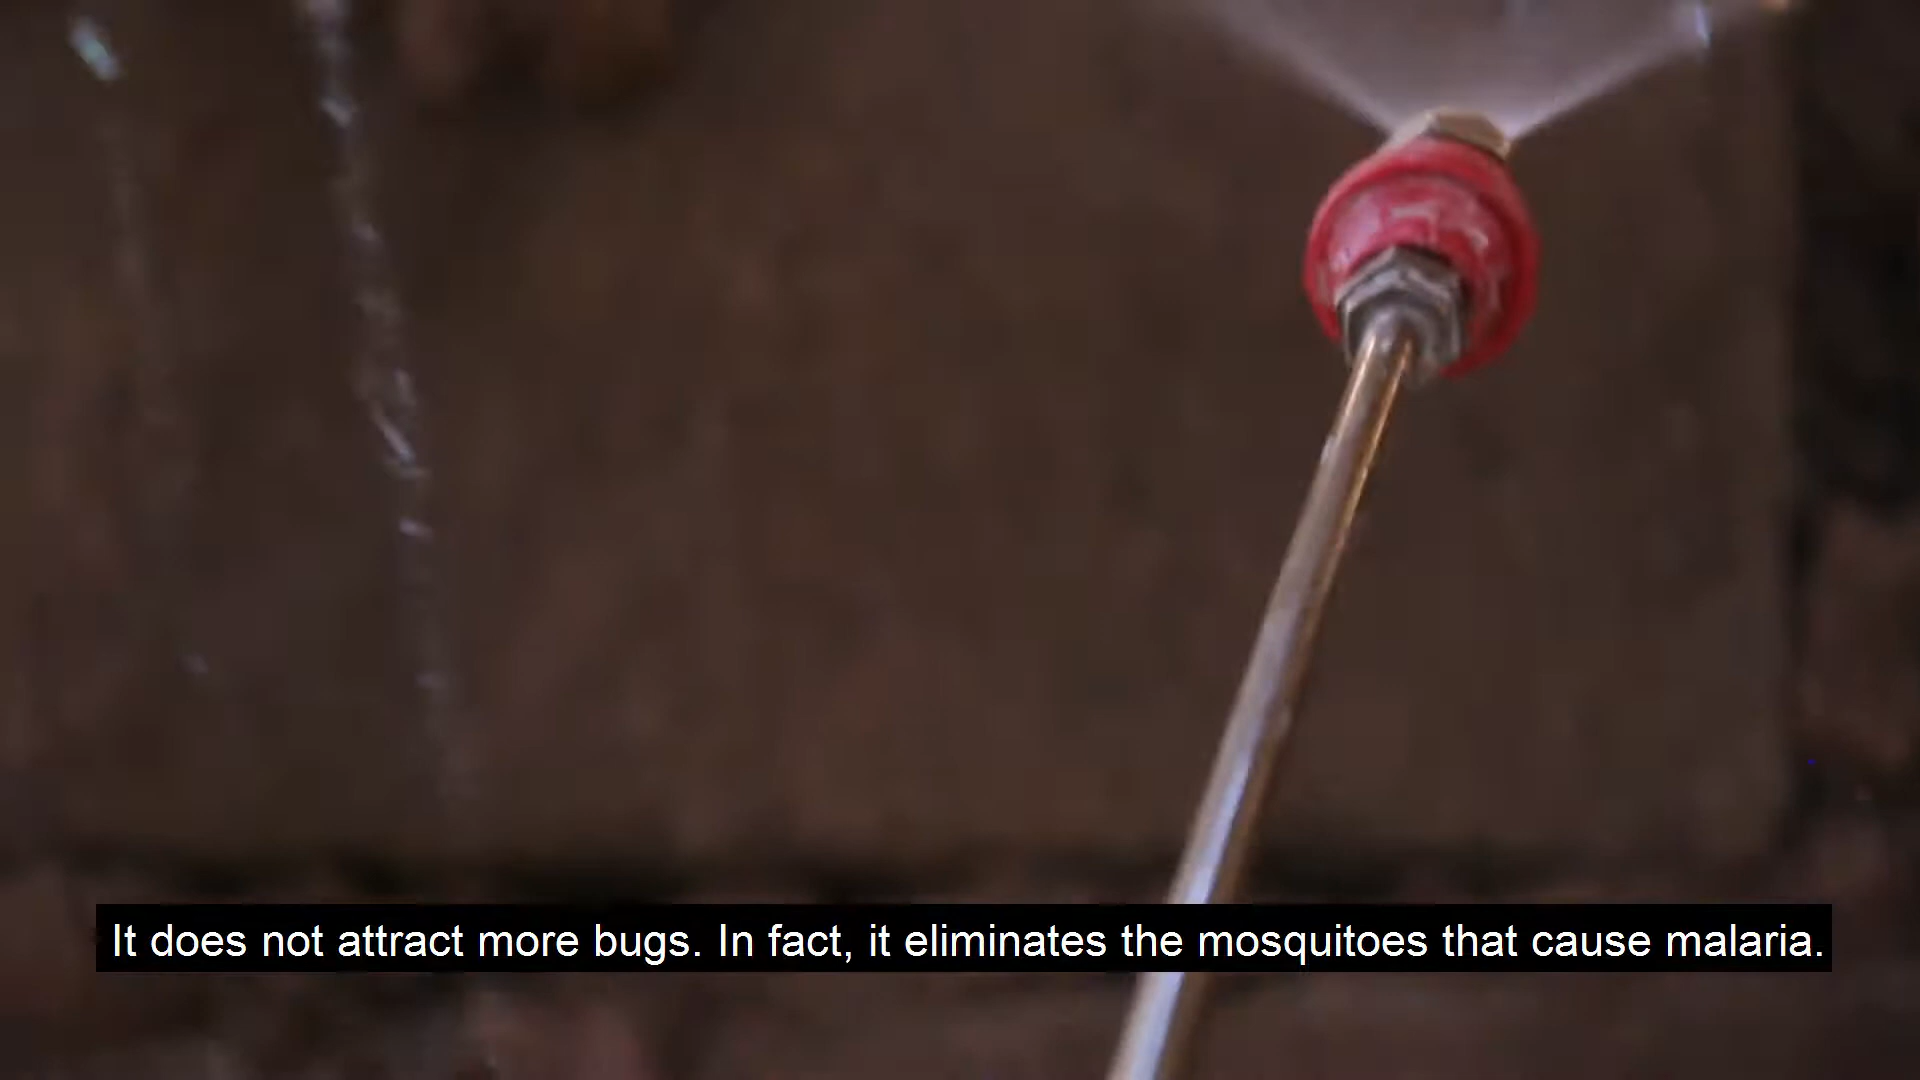 It does not attract more bugs. In fact, it eliminates the mosquitoes that cause malaria.